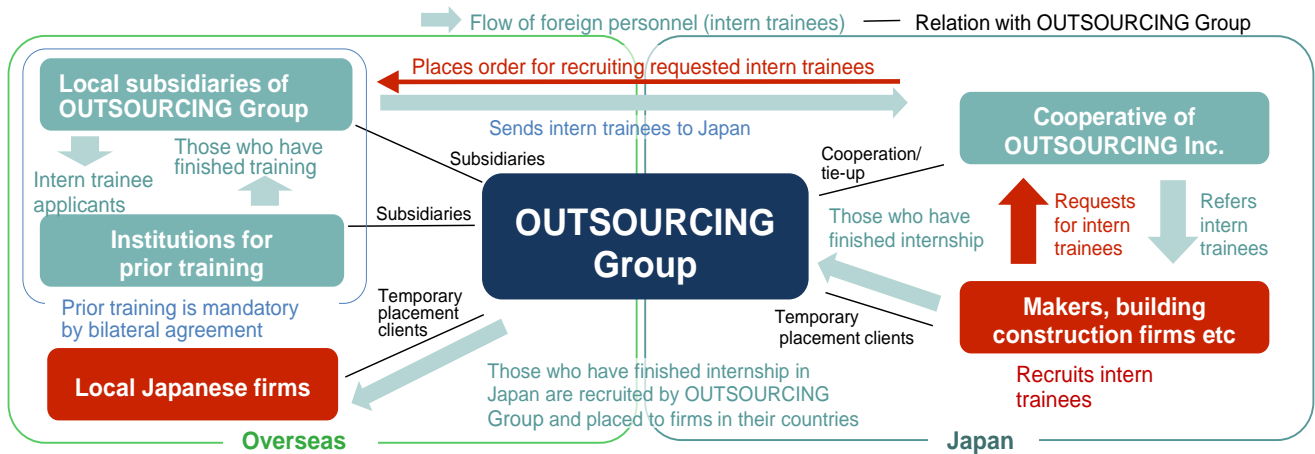 Flow of foreign personnel (intern trainees)
Relation with OUTSOURCING Group
Local subsidiaries of
OUTSOURCING Group
Places order for recruiting requested intern trainees
Sends intern trainees to Japan
Those who have
finished training
Intern trainee
applicants
Institutions for
prior training
Prior training is mandatory
by bilateral agreement
Local Japanese firms
Subsidiaries
Subsidiaries
Temporary
placement
clients
OUTSOURCING
Group
Cooperation/
tie-up
Those who have
finished internship
Temporary
placement clients
Cooperative of
OUTSOURCING Inc.
Requests
for intern
trainees
Refers
intern
trainees
Makers, building
construction firms etc
Recruits intern
trainees
Those who have finished internship in
Japan are recruited by OUTSOURCING
Group and placed to firms in their countries
Overseas
Japan